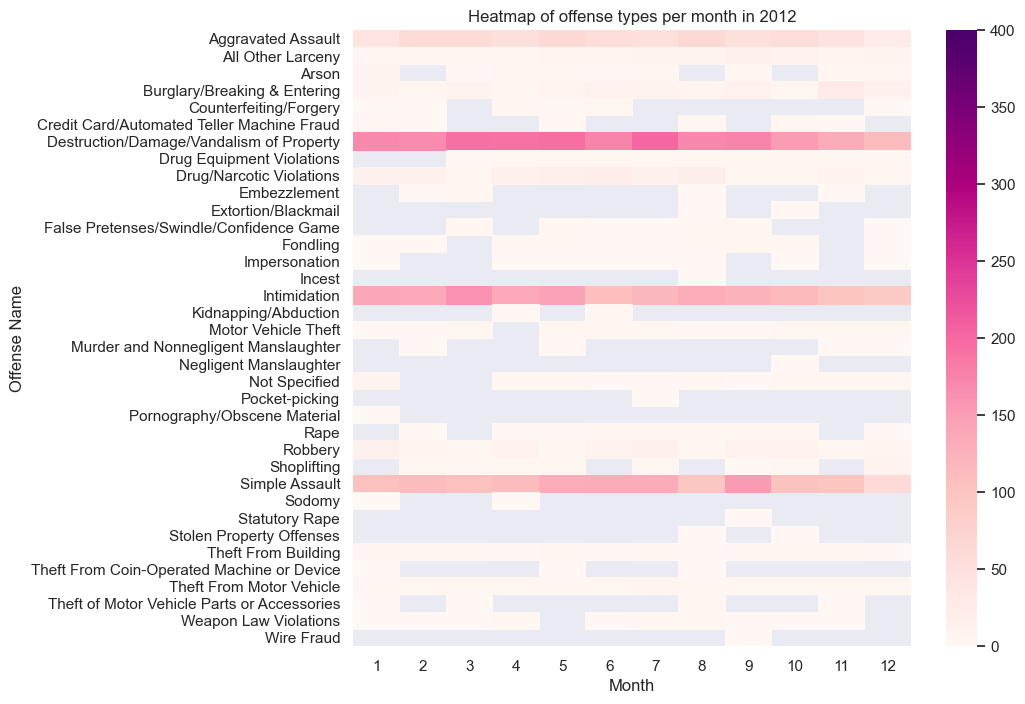 Heatmap of offense types per month in 2012
Offense Name
Aggravated Assault
All Other Larceny
Arson
Burglary/Breaking & Entering
Counterfeiting/Forgery
Credit Card/Automated Teller Machine Fraud
Destruction/Damage/Vandalism of Property
Drug Equipment Violations
Drug/Narcotic Violations
Embezzlement
Extortion/Blackmail
False Pretenses/Swindle/Confidence Game
Fondling
Impersonation
Incest
Intimidation
Kidnapping/Abduction
Motor Vehicle Theft
Murder and Nonnegligent Manslaughter
Negligent Manslaughter
Not Specified
Pocket-picking
Pornography/Obscene Material
Rape
Robbery
Shoplifting
Simple Assault
Sodomy
Statutory Rape
Stolen Property Offenses
Theft From Building
Theft From Coin-Operated Machine or Device
Theft From Motor Vehicle
Theft of Motor Vehicle Parts or Accessories
Weapon Law Violations
Wire Fraud
1 2 3 4 5 6 7 8 9 10 11 12
Month
400
350
300
250
200
150
100
50
0